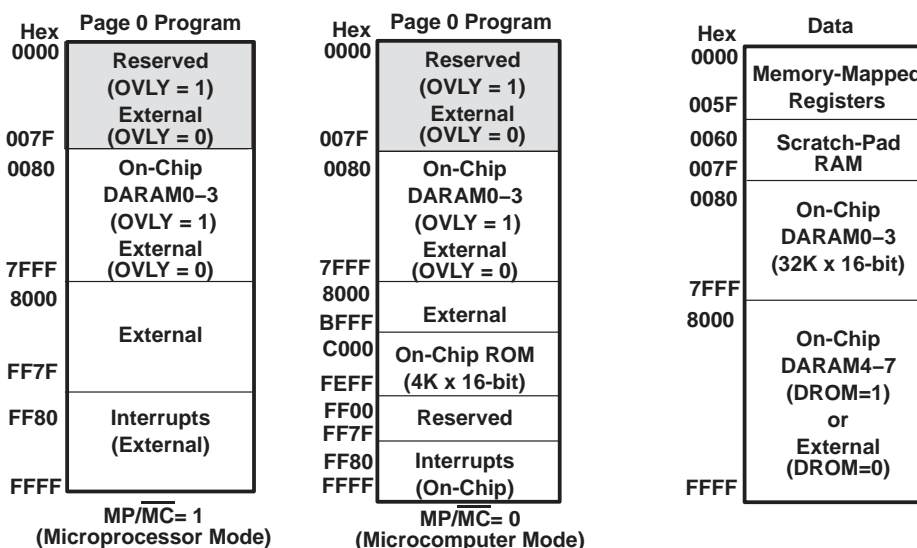 Hex
Page 0 Program
0000
Reserved
(OVLY = 1)
External
(OVLY = 0)
007F
0080
On-Chip
DARAM0–3
(OVLY = 1)
External
(OVLY = 0)
7FFF
8000
External
FF7F
FF80
Interrupts
(External)
FFFF
MP/MC= 1
(Microprocessor Mode)
Hex
Page 0 Program
0000
Reserved
(OVLY = 1)
External
(OVLY = 0)
007F
0080
On-Chip
DARAM0–3
(OVLY = 1)
External
(OVLY = 0)
7FFF
8000
External
BFFF
C000
On-Chip ROM
(4K x 16-bit)
FEFF
FF00
Reserved
FF7F
FF80
Interrupts
FFFF
(On-Chip)
MP/MC= 0
(Microcomputer Mode)
Hex
Data
0000
Memory-Mapped
Registers
005F
0060
Scratch-Pad
RAM
007F
0080
On-Chip
DARAM0–3
(32K x 16-bit)
7FFF
8000
On-Chip
DARAM4–7
(DROM=1)
or
External
(DROM=0)
FFFF